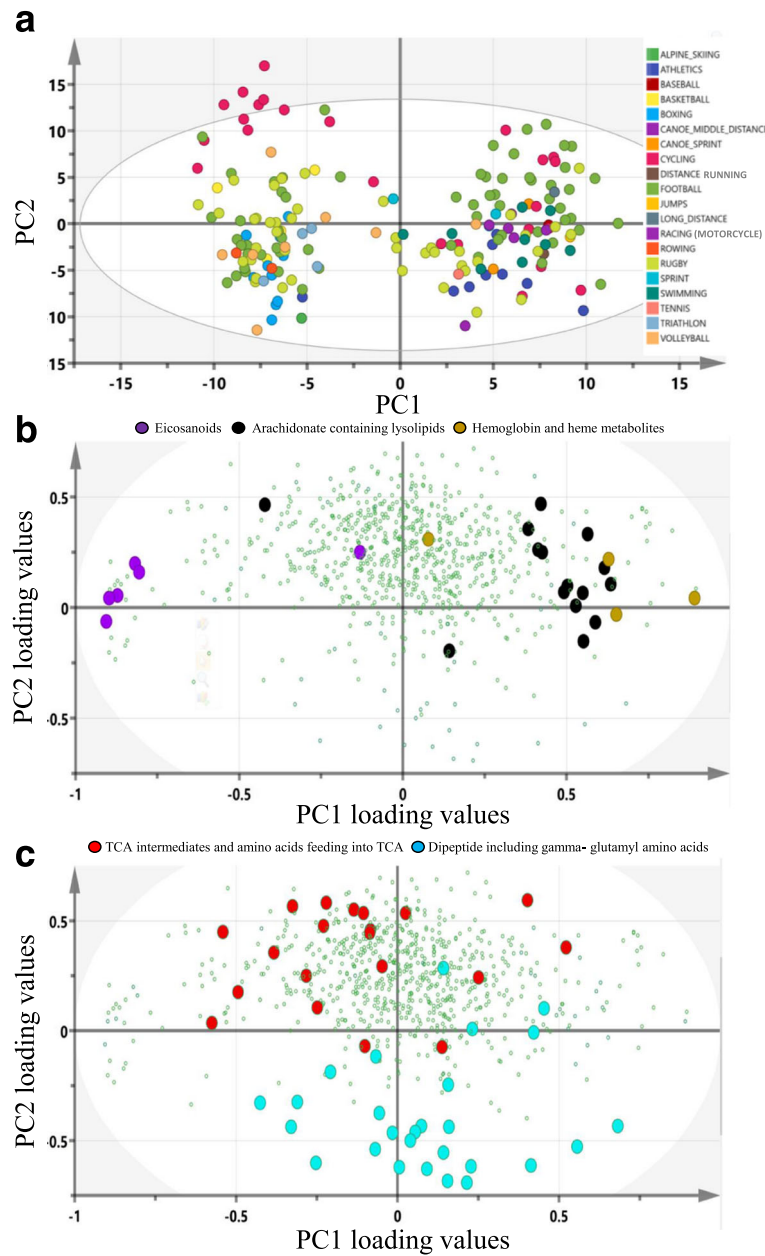 a
ALPINE_SKIING
ATHLETICS
BASEBALL
BASKETBALL
BOXING
CANOE_MIDDLE_DISTANC
CANOE_SPRINT
CYCLING
DISTANCE RUNNING
FOOTBALL
JUMPS
LONG_DISTANCE
RACING (MOTORCYCLE)
ROWING
RUGBY
SPRINT
SWIMMING
TENNIS
TRIATHLON
VOLLEYBALL
15
10
5
0
-5
10
15
PC2
-15 -10 -5 0 5 10 15
PC1
b
Eicosanoids Arachidonate containing lysolipids Hemoglobin and heme metabolites
0.5
0
-0.5
PC2 loading values
-1 -0.5 0 0.5
PC1 loading values
c
TCA intermediates and amino acids feeding into TCA Dipeptide including gamma- glutamyl amino acids
0.5
0
-0.5
PC2 loading values
-1 -0.5 0 0.5
PC1 loading values